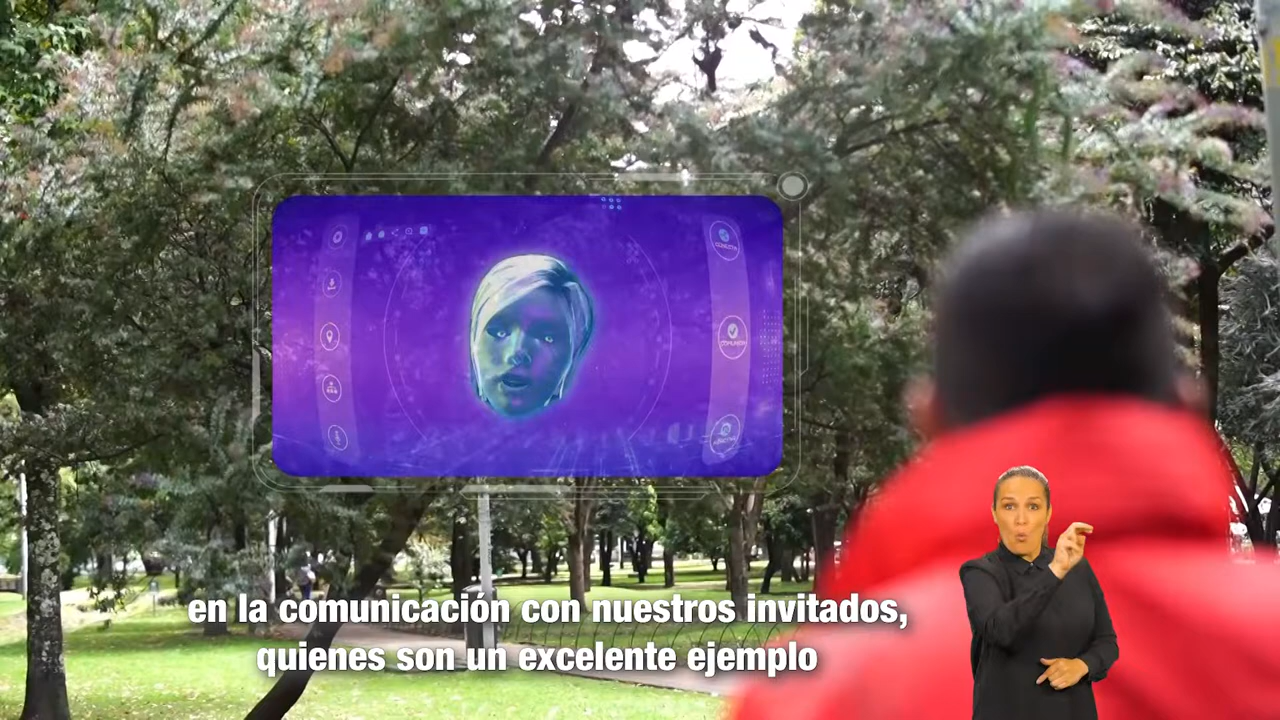 en la comunicación con nuestros invitados,
quienes son un excelente ejemplo